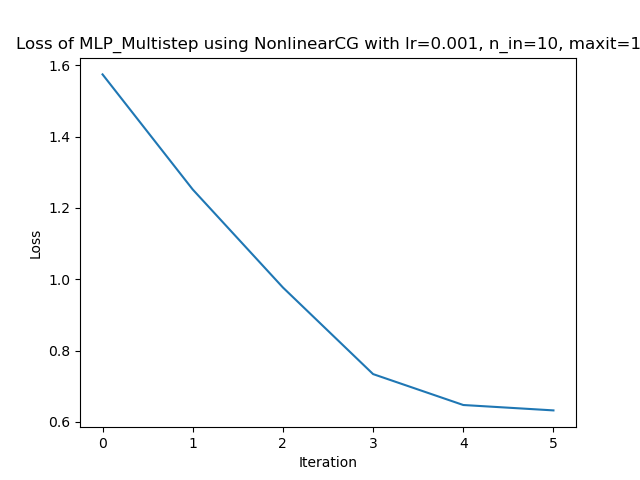 Loss of MLP_Multistep using NonlinearCG with lr=0.001, n_in=10, maxit=1
1.6
1.4
1.2
1.0
0.8
0.6
Loss
0 1 2 3 4 5
Iteration